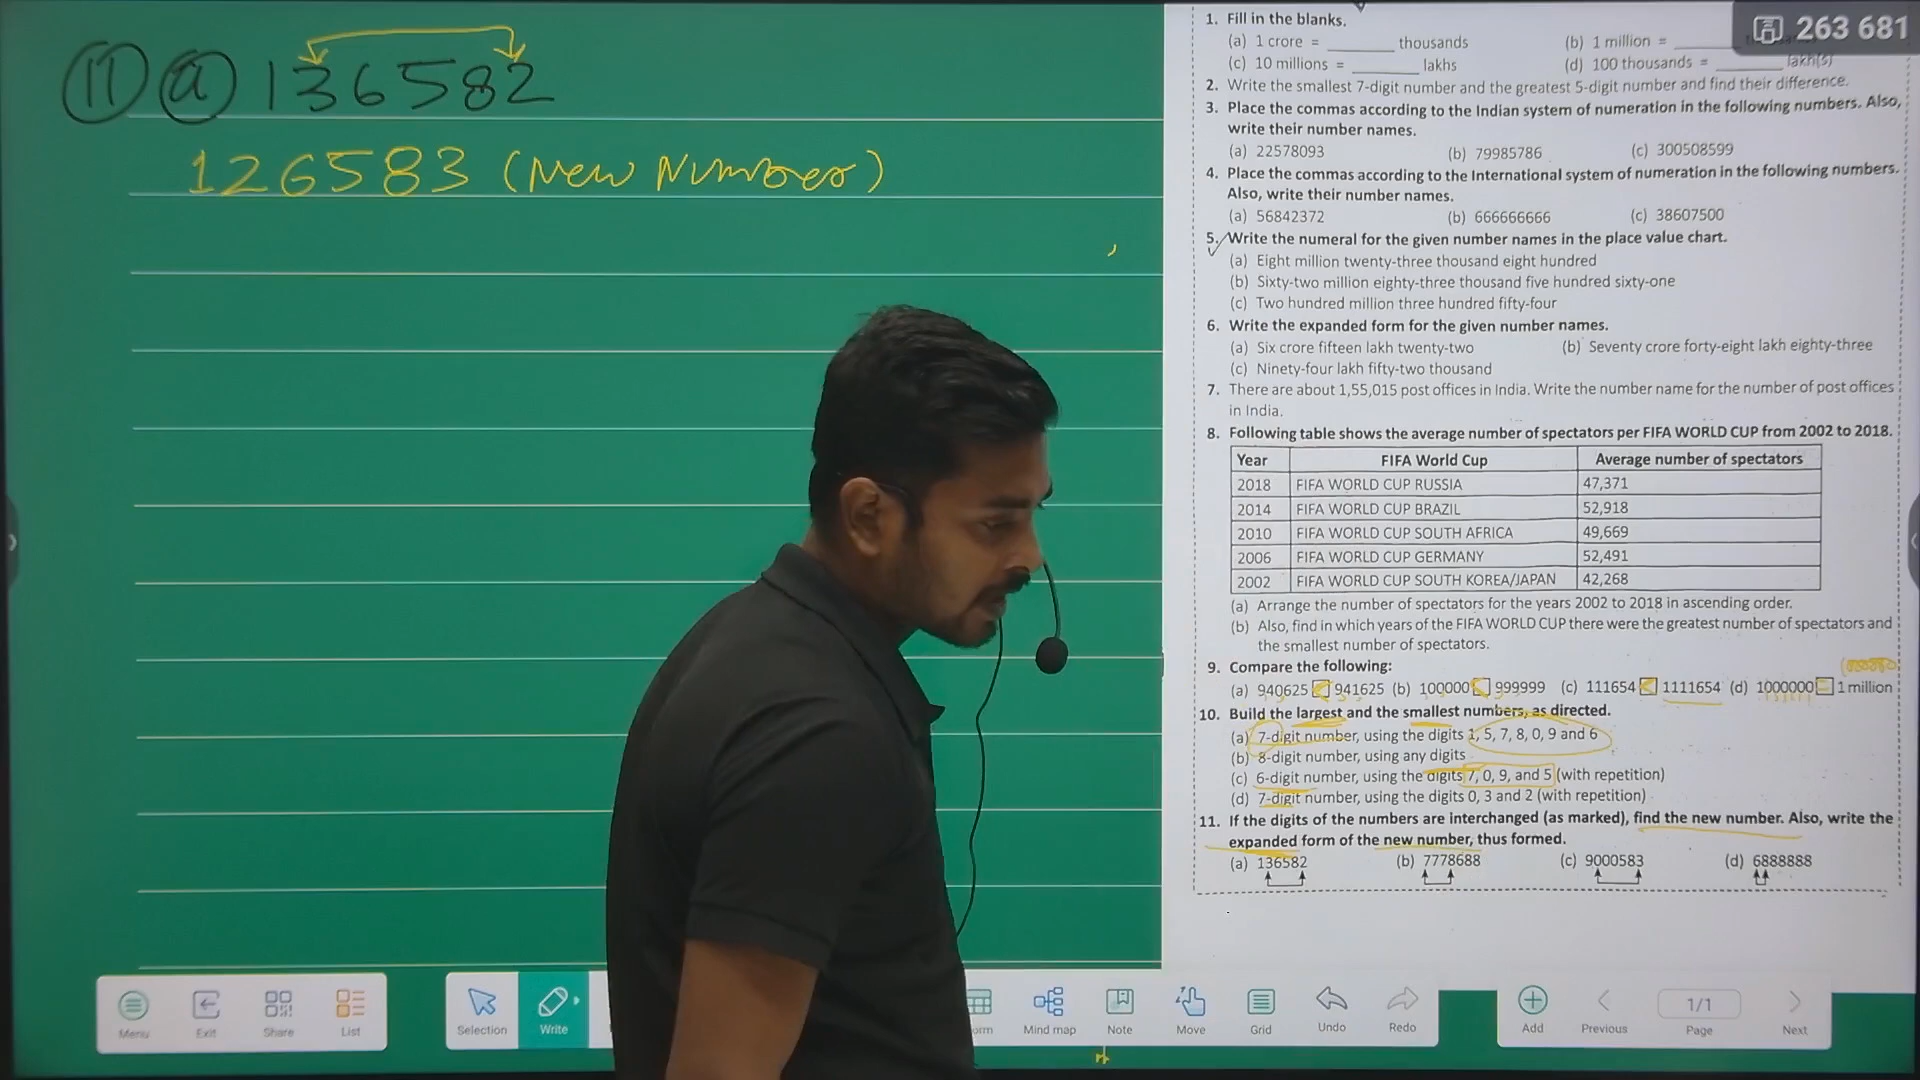 (11) (a) 136582
126583 (New Number)
263 681
1. Fill in the blanks.
(a) 1 crore = ________ thousands (b) 1 million = ________
(c) 10 millions = ________ lakhs (d) 100 thousands = ________ lakh(s)
2. Write the smallest 7-digit number and the greatest 5-digit number and find their difference.
3. Place the commas according to the Indian system of numeration in the following numbers. Also,
write their number names.
(a) 22578093 (b) 79985786 (c) 300508599
4. Place the commas according to the International system of numeration in the following numbers.
Also, write their number names.
(a) 56842372 (b) 666666666 (c) 38607500
5. Write the numeral for the given number names in the place value chart.
(a) Eight million twenty-three thousand eight hundred
(b) Sixty-two million eighty-three thousand five hundred sixty-one
(c) Two hundred million three hundred fifty-four
6. Write the expanded form for the given number names.
(a) Six crore fifteen lakh twenty-two (b) Seventy crore forty-eight lakh eighty-three
(c) Ninety-four lakh fifty-two thousand
7. There are about 1,55,015 post offices in India. Write the number name for the number of post offices
in India.
8. Following table shows the average number of spectators per FIFA WORLD CUP from 2002 to 2018.
Year FIFA World Cup Average number of spectators
2018 FIFA WORLD CUP RUSSIA 47,371
2014 FIFA WORLD CUP BRAZIL 52,918
2010 FIFA WORLD CUP SOUTH AFRICA 49,669
2006 FIFA WORLD CUP GERMANY 52,491
2002 FIFA WORLD CUP SOUTH KOREA/JAPAN 42,268
(a) Arrange the number of spectators for the years 2002 to 2018 in ascending order.
(b) Also, find in which years of the FIFA WORLD CUP there were the greatest number of spectators and
the smallest number of spectators.
9. Compare the following:
(a) 940625 < 941625 (b) 100000 < 999999 (c) 111654 < 1111654 (d) 1000000 = 1 million
10. Build the largest and the smallest numbers, as directed.
(a) 7-digit number, using the digits 1, 5, 7, 8, 0, 9 and 6
(b) 8-digit number, using any digits
(c) 6-digit number, using the digits 7, 0, 9, and 5 (with repetition)
(d) 7-digit number, using the digits 0, 3 and 2 (with repetition)
11. If the digits of the numbers are interchanged (as marked), find the new number. Also, write the
expanded form of the new number, thus formed.
(a) 136582 (b) 7778688 (c) 9000583 (d) 6888888
Menu Exit Share List Selection Write Mind map Note Move Grid Undo Redo Add Previous 1/1 Page Next